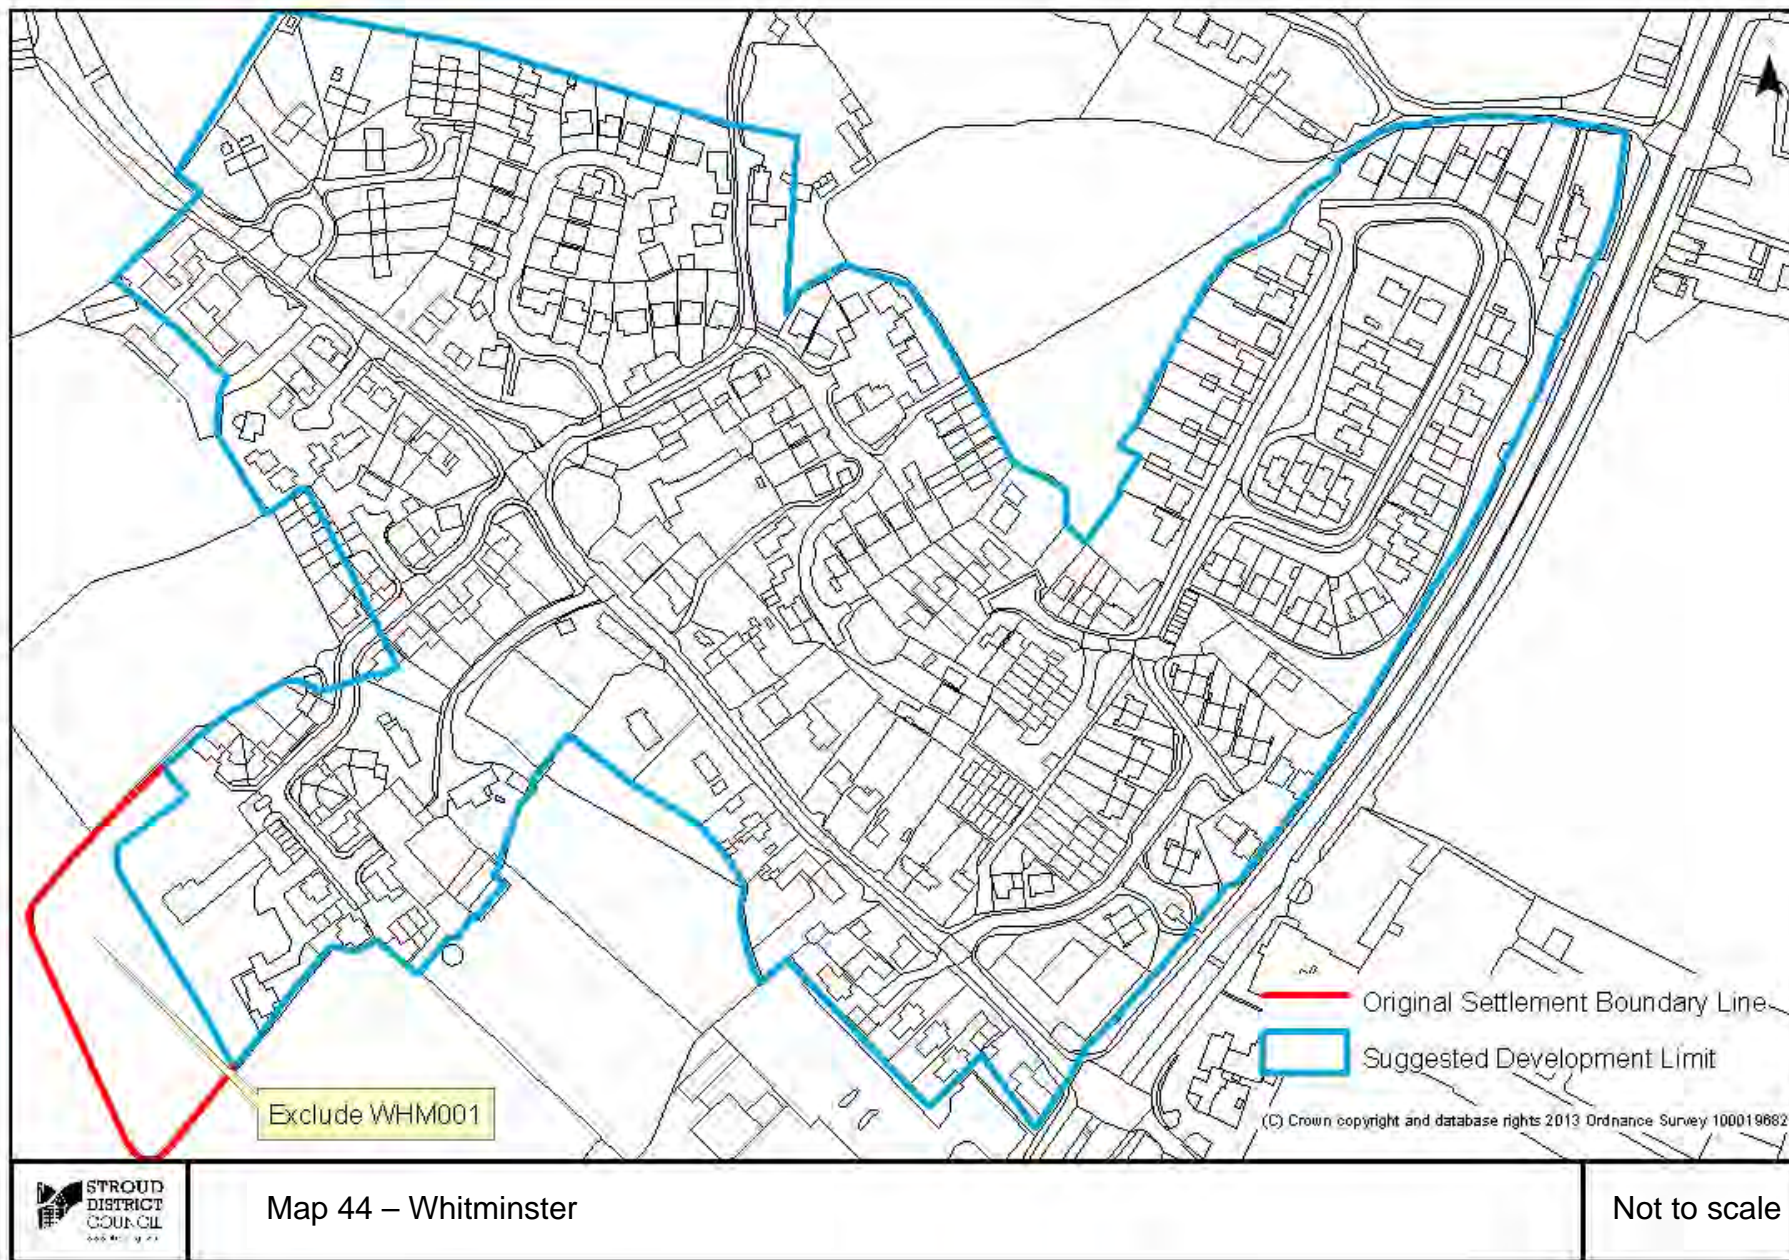 Original Settlement Boundary Line
Suggested Development Limit
Exclude WHM001
(C) Crown copyright and database rights 2013 Ordnance Survey 100019682
STROUD
DISTRICT
COUNCIL
Map 44 – Whitminster
Not to scale